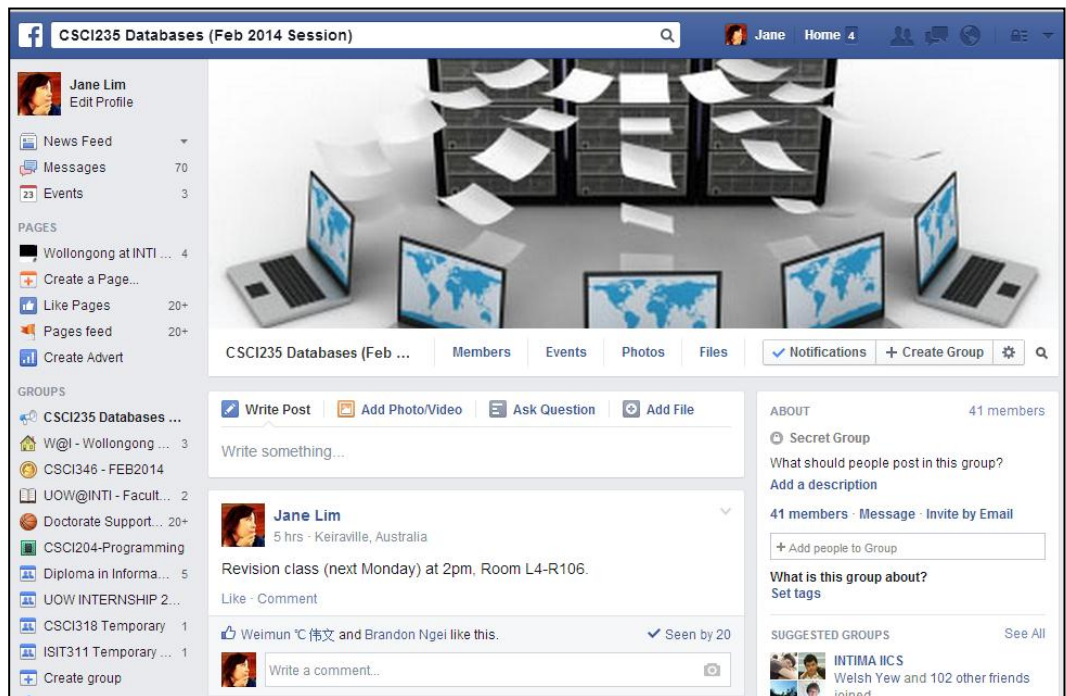 CSCI235 Databases (Feb 2014 Session)
Jane Home 4
Jane Lim
Edit Profile
News Feed
Messages 70
23 Events 3
PAGES
Wollongong at INTI ... 4
Create a Page...
Like Pages 20+
Pages feed 20+
Create Advert
GROUPS
CSCI235 Databases ...
W@I - Wollongong ... 3
CSCI346 - FEB2014
UOW@INTI - Facult... 2
Doctorate Support... 20+
CSCI204-Programming
Diploma in Informa... 5
UOW INTERNSHIP 2...
CSCI318 Temporary 1
ISIT311 Temporary ... 1
Create group
CSCI235 Databases (Feb ... Members Events Photos Files Notifications + Create Group
Write Post Add Photo/Video Ask Question Add File
Write something...
Jane Lim
5 hrs · Keiraville, Australia
Revision class (next Monday) at 2pm, Room L4-R106.
Like · Comment
Weimun ℃ 伟文 and Brandon Ngei like this. Seen by 20
Write a comment...
ABOUT 41 members
Secret Group
What should people post in this group?
Add a description
41 members · Message · Invite by Email
+ Add people to Group
What is this group about?
Set tags
SUGGESTED GROUPS See All
INTIMA IICS
Welsh Yew and 102 other friends
joined